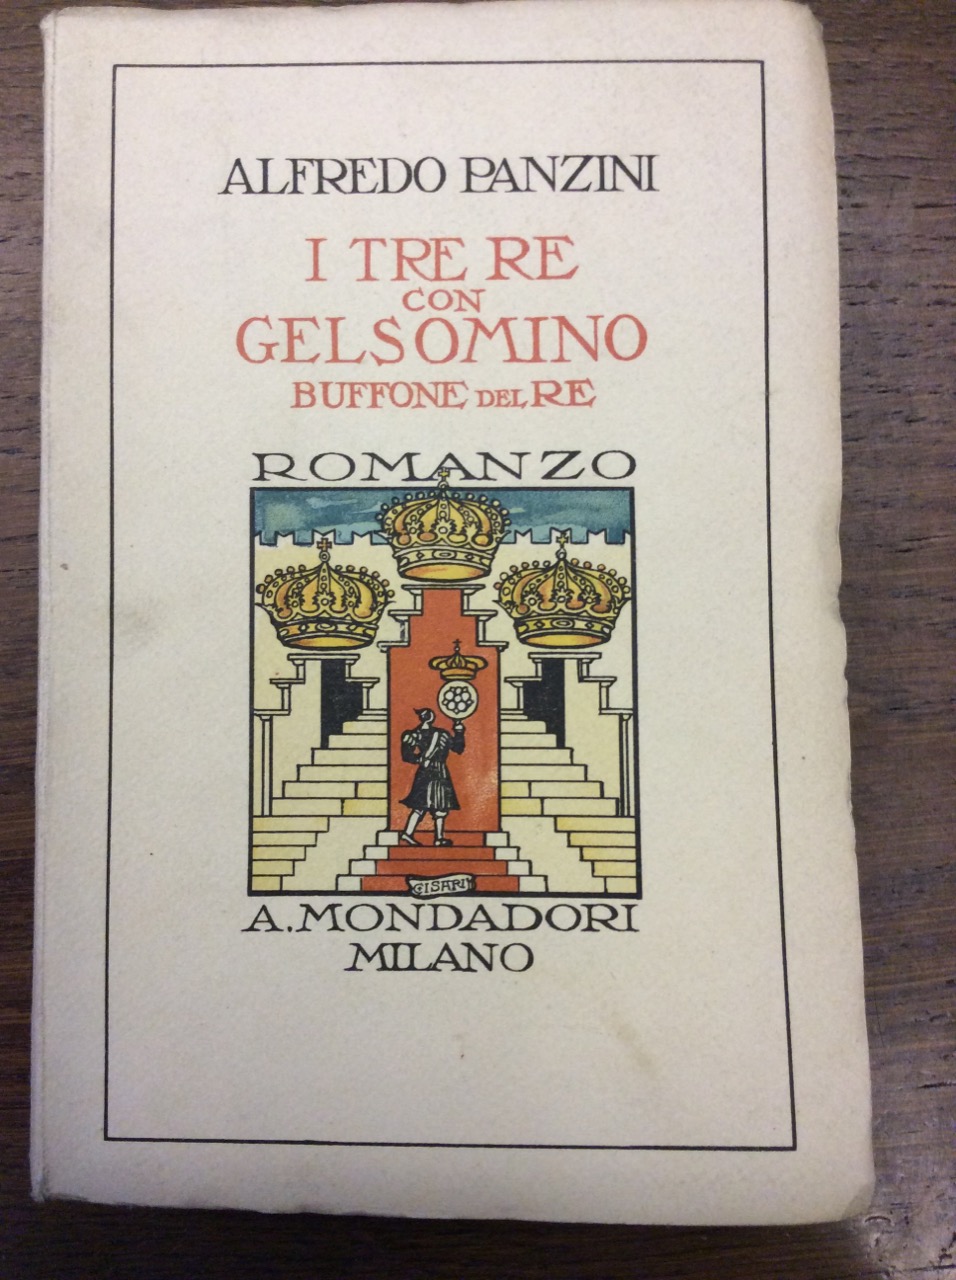 ALFREDO PANZINI
I TRE RE
CON
GELSOMINO
BUFFONE DEL RE
ROMANZO
CISARI
A. MONDADORI
MILANO